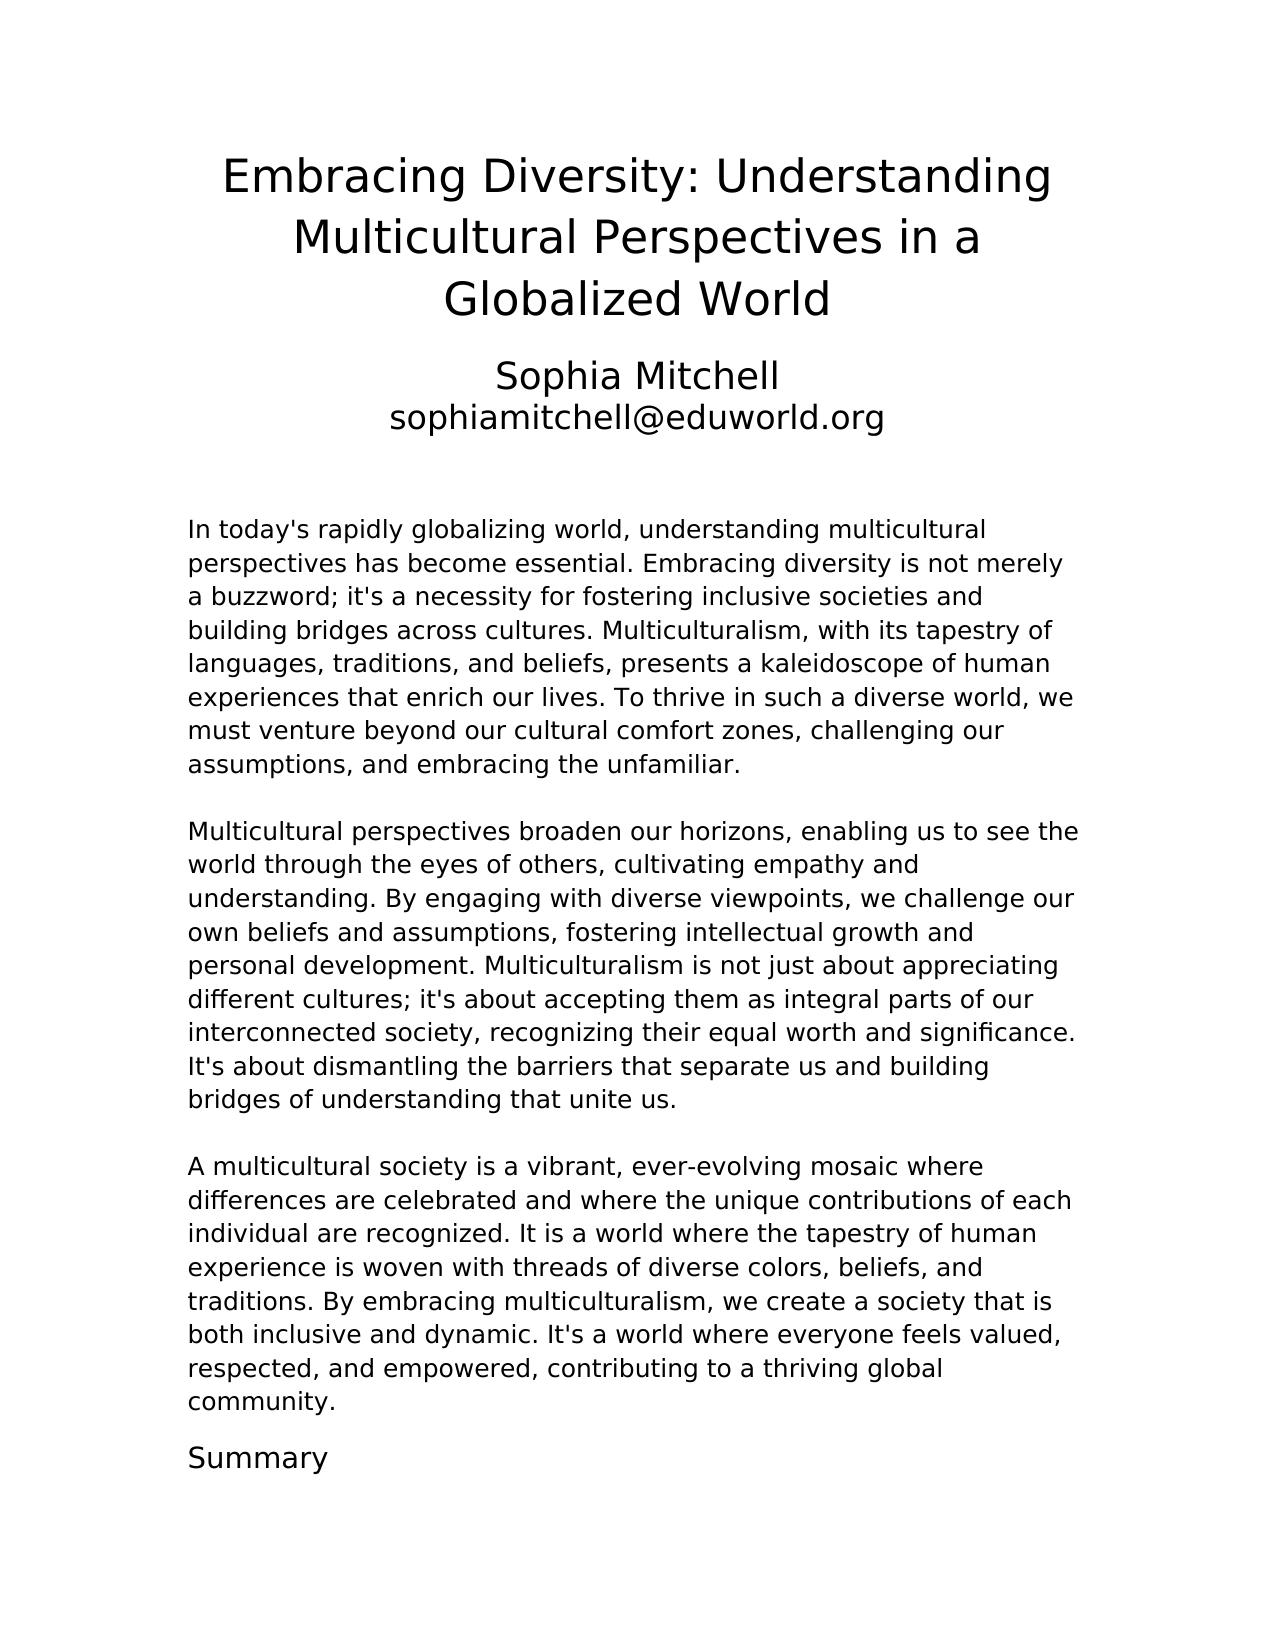 Embracing Diversity: Understanding
Multicultural Perspectives in a
Globalized World
Sophia Mitchell
sophiamitchell@eduworld.org
In today's rapidly globalizing world, understanding multicultural
perspectives has become essential. Embracing diversity is not merely
a buzzword; it's a necessity for fostering inclusive societies and
building bridges across cultures. Multiculturalism, with its tapestry of
languages, traditions, and beliefs, presents a kaleidoscope of human
experiences that enrich our lives. To thrive in such a diverse world, we
must venture beyond our cultural comfort zones, challenging our
assumptions, and embracing the unfamiliar.
Multicultural perspectives broaden our horizons, enabling us to see the
world through the eyes of others, cultivating empathy and
understanding. By engaging with diverse viewpoints, we challenge our
own beliefs and assumptions, fostering intellectual growth and
personal development. Multiculturalism is not just about appreciating
different cultures; it's about accepting them as integral parts of our
interconnected society, recognizing their equal worth and significance.
It's about dismantling the barriers that separate us and building
bridges of understanding that unite us.
A multicultural society is a vibrant, ever-evolving mosaic where
differences are celebrated and where the unique contributions of each
individual are recognized. It is a world where the tapestry of human
experience is woven with threads of diverse colors, beliefs, and
traditions. By embracing multiculturalism, we create a society that is
both inclusive and dynamic. It's a world where everyone feels valued,
respected, and empowered, contributing to a thriving global
community.
Summary